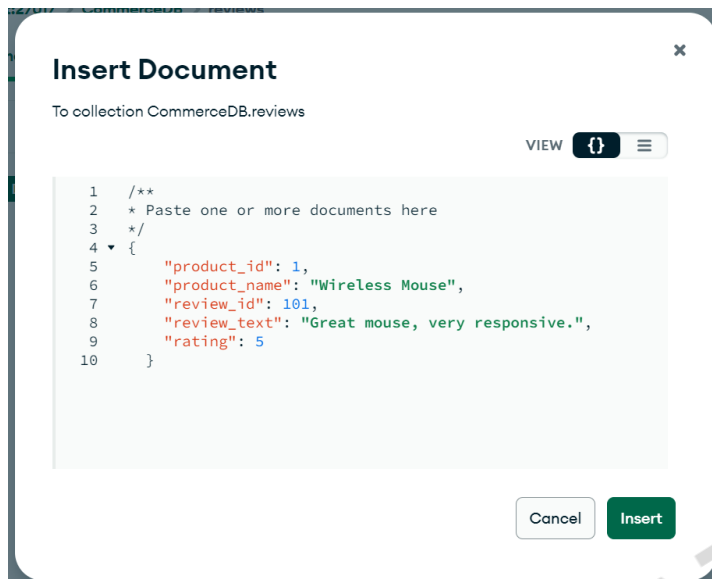 CommerceDB > reviews
Insert Document
To collection CommerceDB.reviews
VIEW {}
1 /**
2 * Paste one or more documents here
3 */
4 {
5 "product_id": 1,
6 "product_name": "Wireless Mouse",
7 "review_id": 101,
8 "review_text": "Great mouse, very responsive.",
9 "rating": 5
10 }
Cancel
Insert